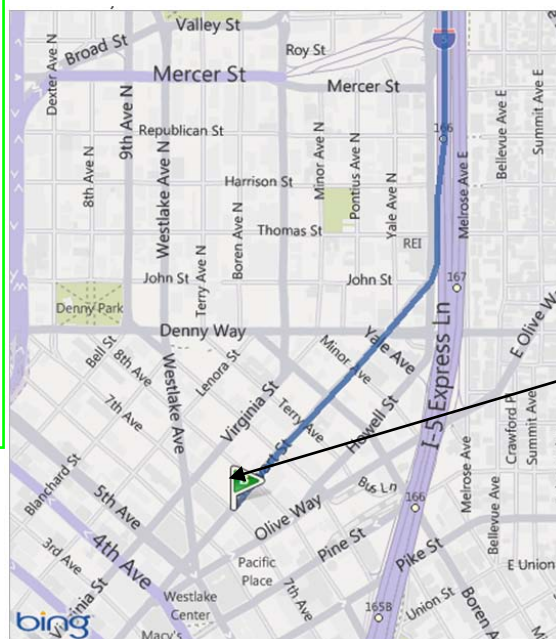 Valley St
Broad St
Roy St
Mercer St
Mercer St
Dexter Ave N
9th Ave N
Republican St
166
Bellevue Ave E
Summit Ave E
8th Ave N
Westlake Ave N
Minor Ave N
Pontius Ave N
Harrison St
Yale Ave N
Melrose Ave E
Boren Ave N
Thomas St
REI
Terry Ave N
John St
John St
167
Denny Park
Denny Way
Yale Ave
E Olive W
Bell St
8th Ave
Lenora St
Minor Ave
I-5 Express Ln
Westlake Ave
7th Ave
Virginia St
Terry Ave
Howell St
Crawford P
Summit Ave
Blanchard St
5th Ave
Bus Ln
Melrose Ave
166
Olive Way
Bellevue Ave
3rd Ave
4th Ave
Pine St
Pacific
Place
Pike St
E Union
7th Ave
Westlake
Center
Virginia St
Union St
Boren A
165B
bing
Macy's